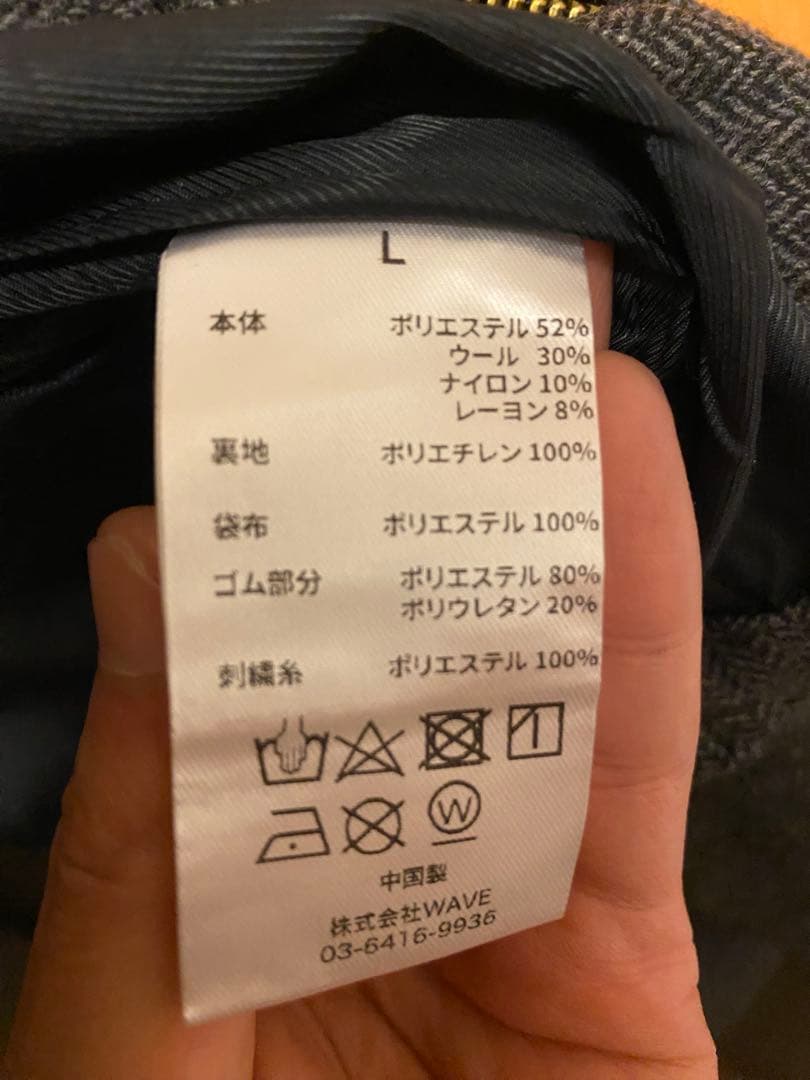 L
本体 ポリエステル 52%
ウール 30%
ナイロン 10%
レーヨン 8%
裏地 ポリエチレン 100%
袋布 ポリエステル 100%
ゴム部分 ポリエステル 80%
ポリウレタン 20%
刺繍糸 ポリエステル 100%
W
中国製
株式会社WAVE
03-6416-9936